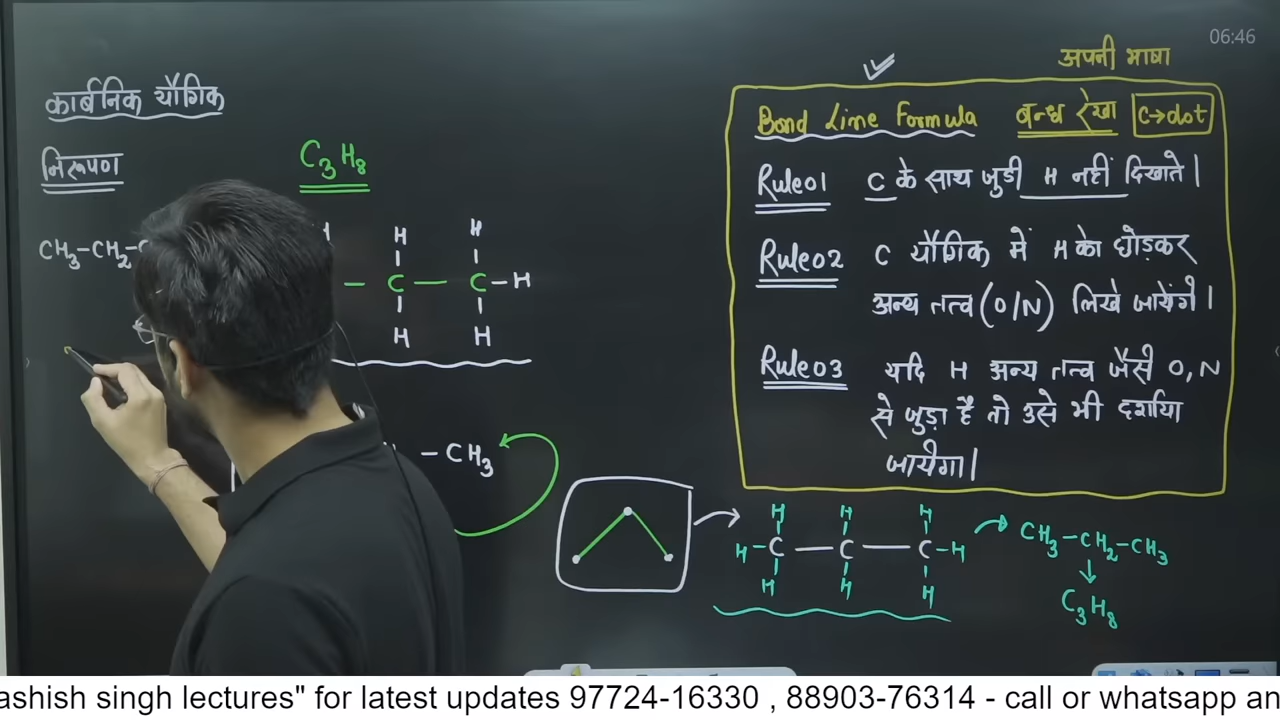 06:46
अपनी भाषा
कार्बनिक यौगिक
निरूपण
C3H8
CH3-CH2-C
H H H
- C - C - H
H H
- CH3
Bond Line Formula बन्ध रेखा C→dot
Rule01 C के साथ जुडी H नहीं दिखाते।
Rule02 C यौगिक में H को छोड़कर
अन्य तत्व (O/N) लिखे जायेंगे।
Rule03 यदि H अन्य तत्व जैसे O, N
से जुड़ा है तो उसे भी दर्शाया
जायेगा।
H H H
H-C-C-C-H
H H H
CH3-CH2-CH3
C3H8
ashish singh lectures" for latest updates 97724-16330 , 88903-76314 - call or whatsapp an